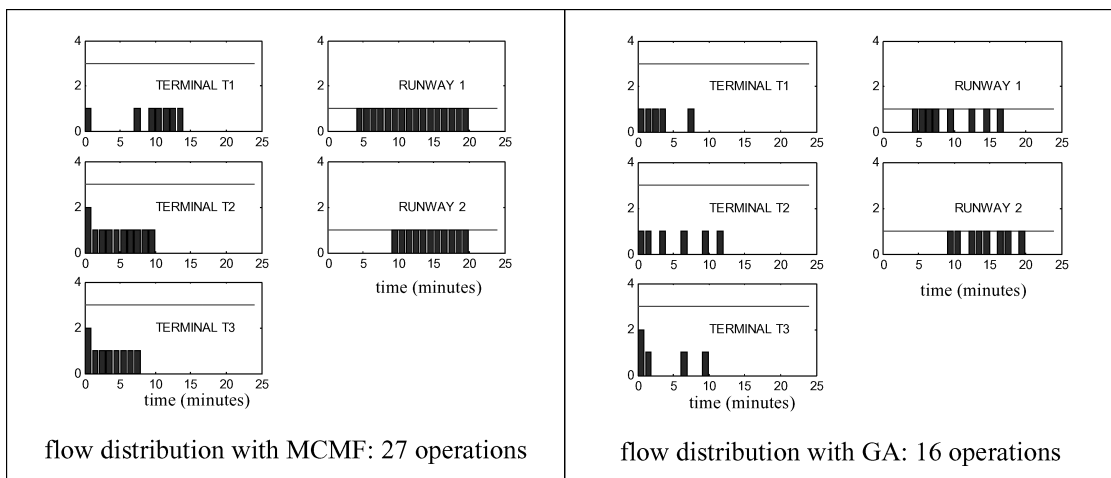 4
2
0
TERMINAL T1
0 5 10 15 20 25
4
2
0
RUNWAY 1
0 5 10 15 20 25
4
2
0
TERMINAL T2
0 5 10 15 20 25
4
2
0
RUNWAY 2
0 5 10 15 20 25
time (minutes)
4
2
0
TERMINAL T3
0 5 10 15 20 25
time (minutes)
flow distribution with MCMF: 27 operations
4
2
0
TERMINAL T1
0 5 10 15 20 25
4
2
0
RUNWAY 1
0 5 10 15 20 25
4
2
0
TERMINAL T2
0 5 10 15 20 25
4
2
0
RUNWAY 2
0 5 10 15 20 25
time (minutes)
4
2
0
TERMINAL T3
0 5 10 15 20 25
time (minutes)
flow distribution with GA: 16 operations